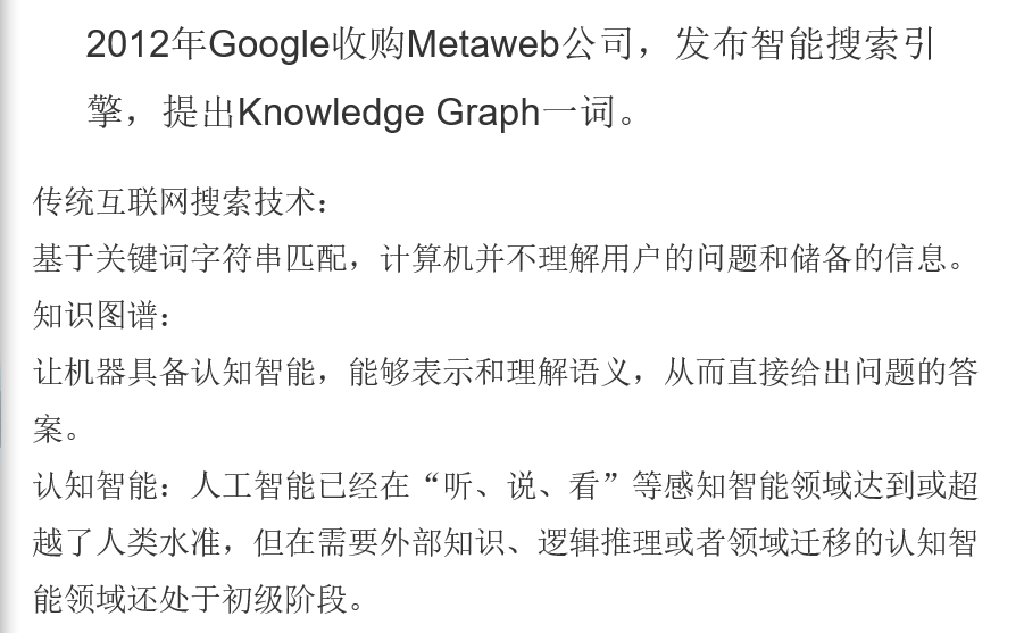 2012年Google收购Metaweb公司，发布智能搜索引
擎，提出Knowledge Graph一词。
传统互联网搜索技术：
基于关键词字符串匹配，计算机并不理解用户的问题和储备的信息。
知识图谱：
让机器具备认知智能，能够表示和理解语义，从而直接给出问题的答
案。
认知智能：人工智能已经在“听、说、看”等感知智能领域达到或超
越了人类水准，但在需要外部知识、逻辑推理或者领域迁移的认知智
能领域还处于初级阶段。